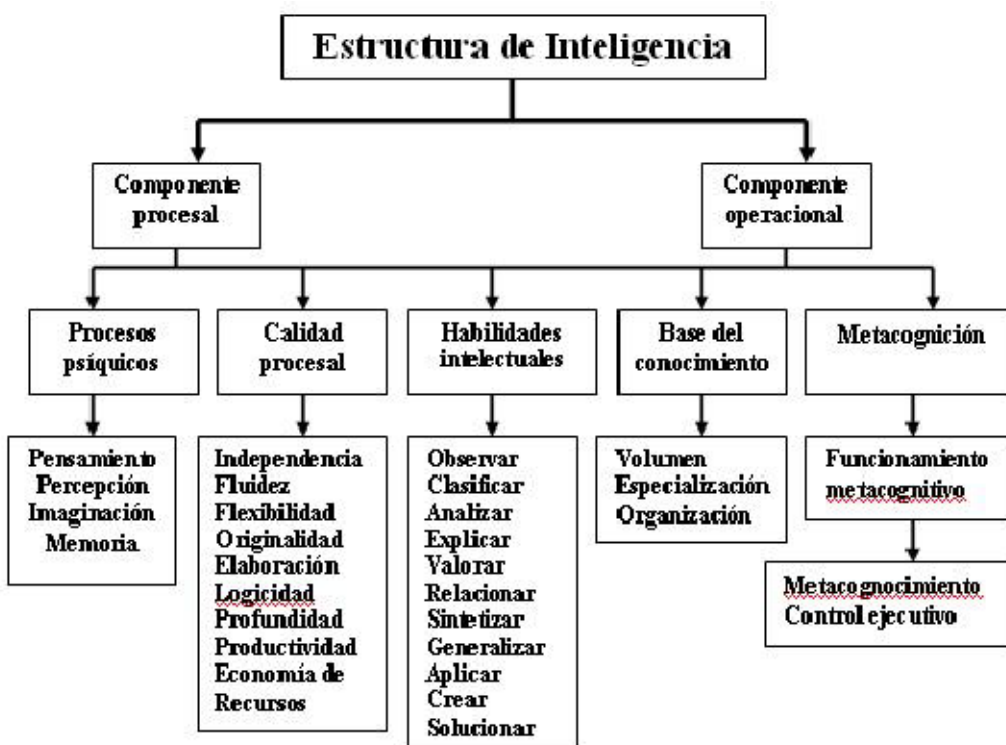 Estructura de Inteligencia
Componente
procesal
Componente
operacional
Procesos
psíquicos
Calidad
procesal
Habilidades
intelectuales
Base del
conocimiento
Metacognición
Pensamiento
Percepción
Imaginación
Memoria
Independencia
Fluidez
Flexibilidad
Originalidad
Elaboración
Logicidad
Profundidad
Productividad
Economía de
Recursos
Observar
Clasificar
Analizar
Explicar
Valorar
Relacionar
Sintetizar
Generalizar
Aplicar
Crear
Solucionar
Volumen
Especialización
Organización
Funcionamiento
metacognitivo
Metacognocimiento
Control ejecutivo